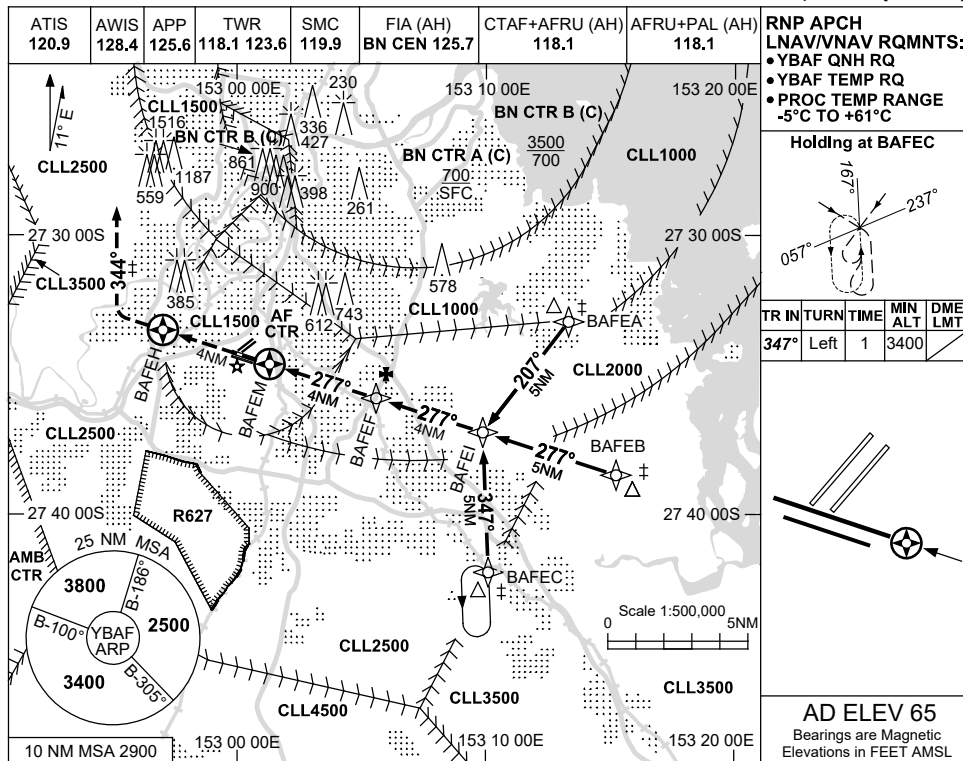 ATIS
120.9
AWIS
128.4
APP
125.6
TWR
118.1 123.6
SMC
119.9
FIA (AH)
BN CEN 125.7
CTAF+AFRU (AH)
118.1
AFRU+PAL (AH)
118.1
RNP APCH
LNAV/VNAV RQMNTS:
• YBAF QNH RQ
• YBAF TEMP RQ
• PROC TEMP RANGE
-5°C TO +61°C
Holding at BAFEC
167°
237°
057°
TR IN TURN TIME MIN ALT DME LMT
347° Left 1 3400
AD ELEV 65
Bearings are Magnetic
Elevations in FEET AMSL
11° E
153 00 00E
153 10 00E
153 20 00E
230
CLL1500
336
427
1516
BN CTR B (C)
BN CTR B (C)
3500
700
CLL2500
861
BN CTR A (C)
700
SFC
CLL1000
1187
559
900
398
261
27 30 00S
27 30 00S
344°
‡
CLL3500
578
385
743
612
CLL1000
‡
BAFEA
CLL1500
AF
CTR
4NM
BAFEH
BAFEM
277°
4NM
BAFEF
277°
4NM
BAFEI
207°
5NM
CLL2000
277°
5NM
BAFEB
‡
CLL2500
347°
5NM
27 40 00S
27 40 00S
R627
AMB
CTR
25 NM MSA
3800
B-186°
B-100°
YBAF
ARP
2500
3400
B-305°
BAFEC
‡
Scale 1:500,000
0
5NM
CLL2500
CLL3500
CLL3500
CLL4500
10 NM MSA 2900
153 00 00E
153 10 00E
153 20 00E